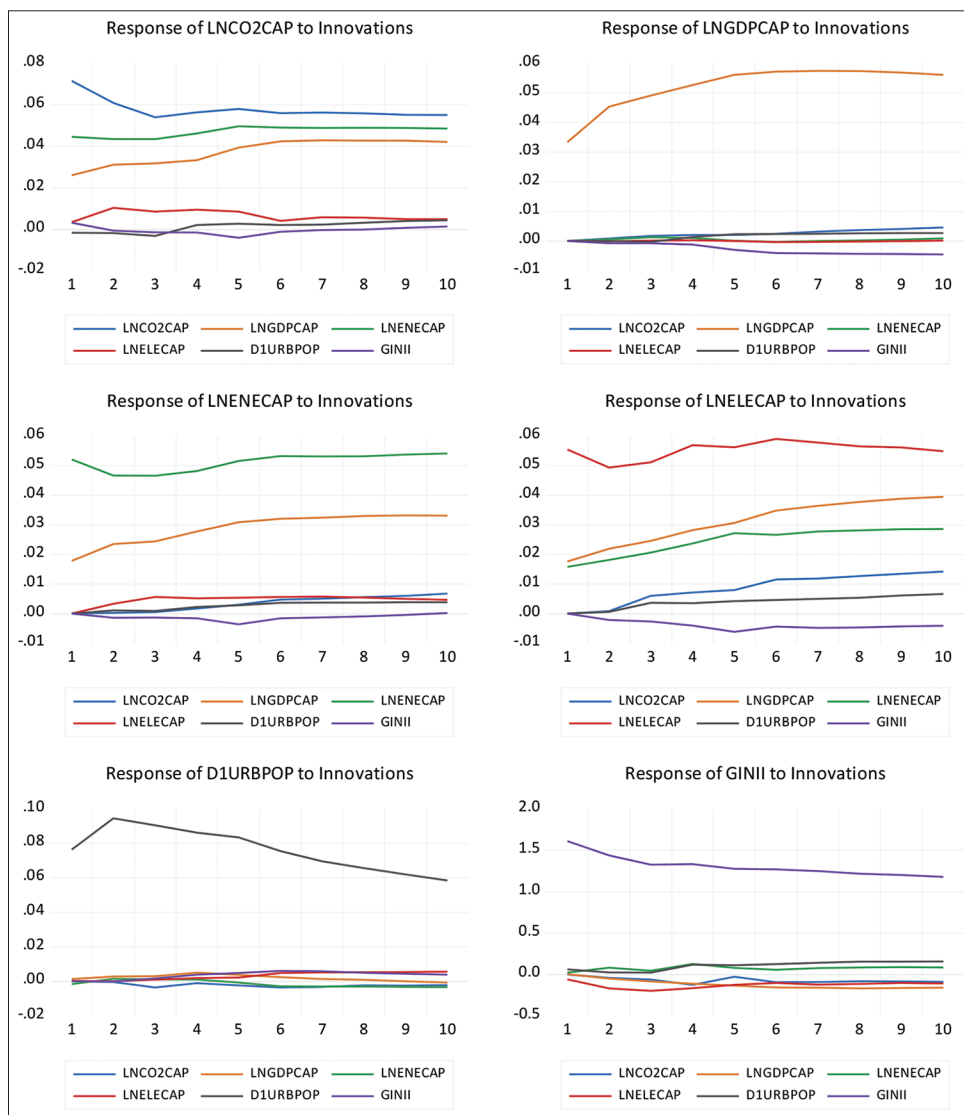 Response of LNCO2CAP to Innovations
.08
.06
.04
.02
.00
-.02
1 2 3 4 5 6 7 8 9 10
LNCO2CAP LNGDPCAP LNENECAP
LNELECAP D1URBPOP GINII
Response of LNGDPCAP to Innovations
.06
.05
.04
.03
.02
.01
.00
-.01
1 2 3 4 5 6 7 8 9 10
LNCO2CAP LNGDPCAP LNENECAP
LNELECAP D1URBPOP GINII
Response of LNENECAP to Innovations
.06
.05
.04
.03
.02
.01
.00
-.01
1 2 3 4 5 6 7 8 9 10
LNCO2CAP LNGDPCAP LNENECAP
LNELECAP D1URBPOP GINII
Response of LNELECAP to Innovations
.06
.05
.04
.03
.02
.01
.00
-.01
1 2 3 4 5 6 7 8 9 10
LNCO2CAP LNGDPCAP LNENECAP
LNELECAP D1URBPOP GINII
Response of D1URBPOP to Innovations
.10
.08
.06
.04
.02
.00
-.02
1 2 3 4 5 6 7 8 9 10
LNCO2CAP LNGDPCAP LNENECAP
LNELECAP D1URBPOP GINII
Response of GINII to Innovations
2.0
1.5
1.0
0.5
0.0
-0.5
1 2 3 4 5 6 7 8 9 10
LNCO2CAP LNGDPCAP LNENECAP
LNELECAP D1URBPOP GINII